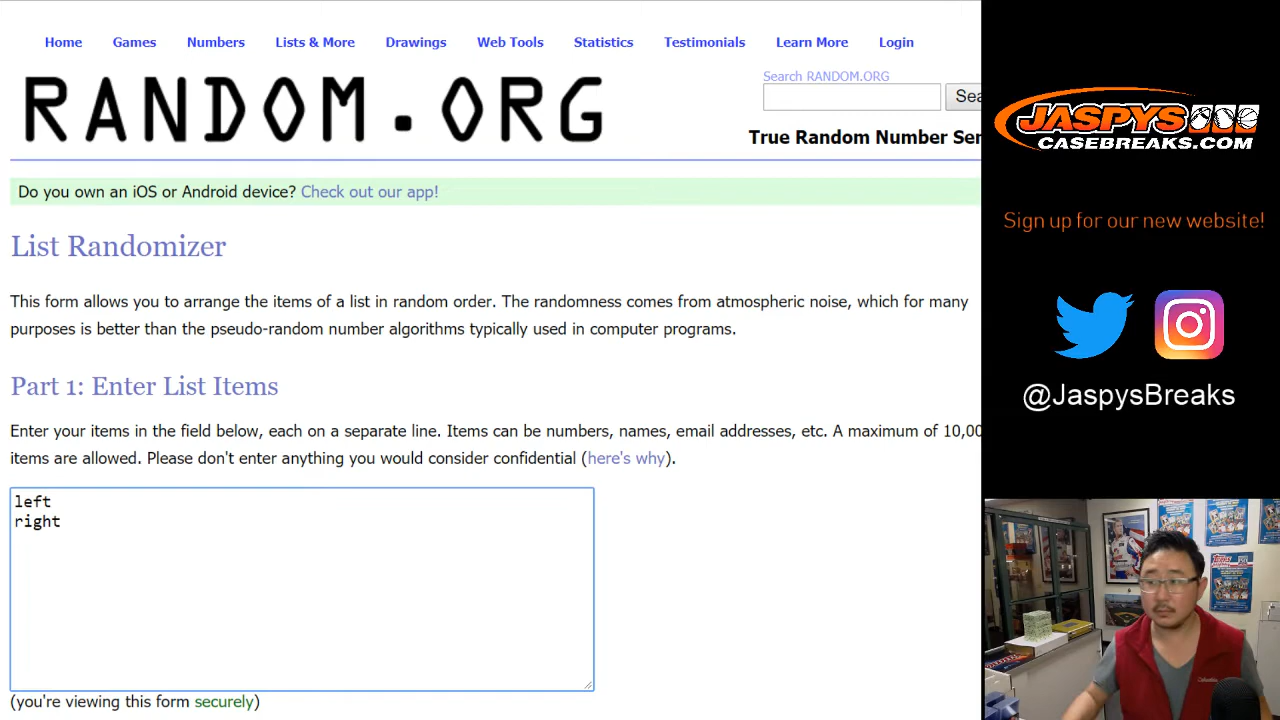 Home Games Numbers Lists & More Drawings Web Tools Statistics Testimonials Learn More Login
RANDOM.ORG
Search RANDOM.ORG
Sea
True Random Number Ser
Do you own an iOS or Android device? Check out our app!
List Randomizer
This form allows you to arrange the items of a list in random order. The randomness comes from atmospheric noise, which for many
purposes is better than the pseudo-random number algorithms typically used in computer programs.
Part 1: Enter List Items
Enter your items in the field below, each on a separate line. Items can be numbers, names, email addresses, etc. A maximum of 10,00
items are allowed. Please don't enter anything you would consider confidential (here's why).
left
right
(you're viewing this form securely)
JASPYS
CASEBREAKS.COM
Sign up for our new website!
@JaspysBreaks